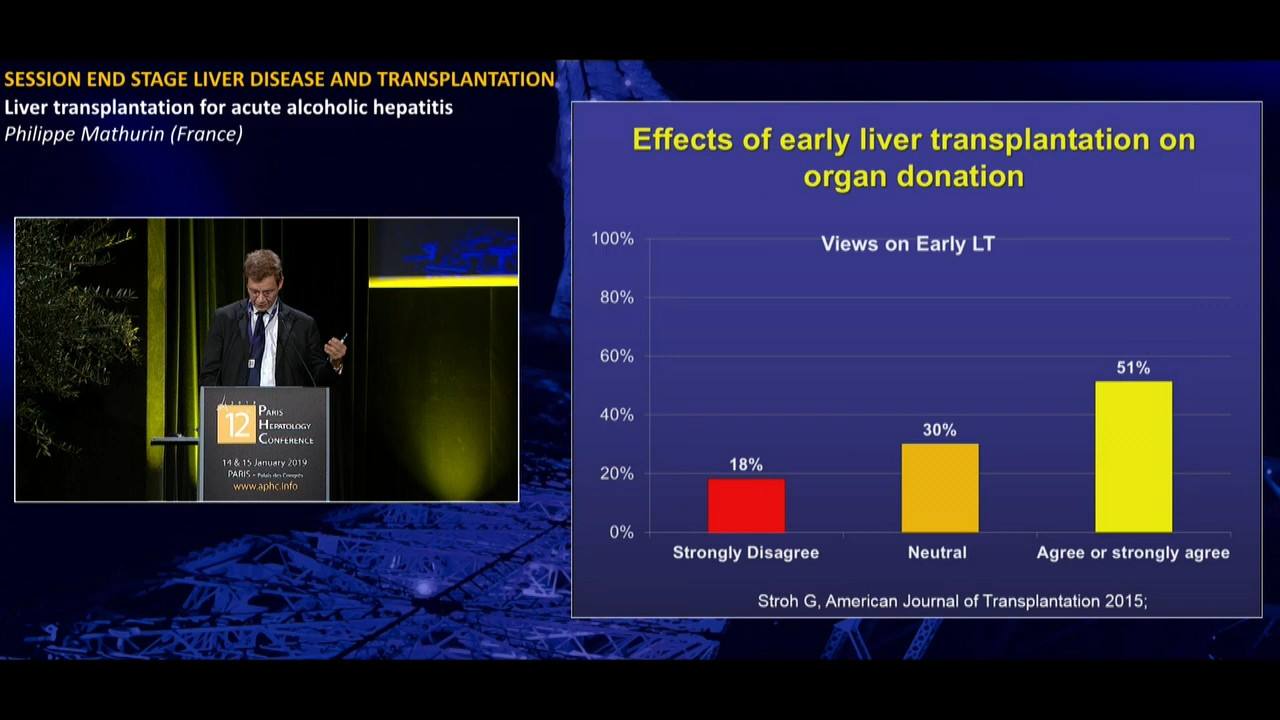 SESSION END STAGE LIVER DISEASE AND TRANSPLANTATION
Liver transplantation for acute alcoholic hepatitis
Philippe Mathurin (France)
12
PARIS
HEPATOLOGY
CONFERENCE
14 & 15 January 2019
PARIS - Palais des Congrès
www.aphc.info
Effects of early liver transplantation on
organ donation
Views on Early LT
100%
80%
60%
40%
20%
0%
18%
30%
51%
Strongly Disagree
Neutral
Agree or strongly agree
Stroh G, American Journal of Transplantation 2015;